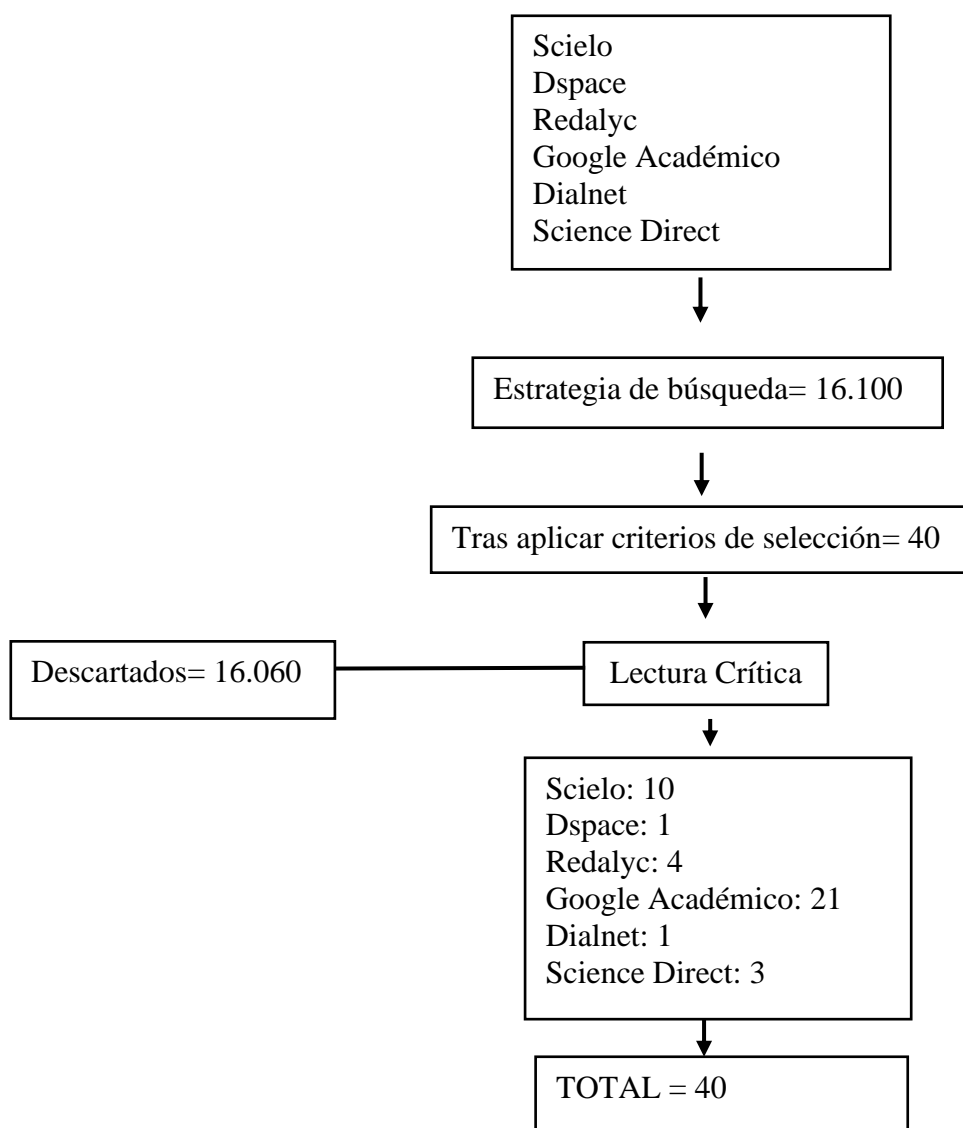 Scielo
Dspace
Redalyc
Google Académico
Dialnet
Science Direct
Estrategia de búsqueda= 16.100
Tras aplicar criterios de selección= 40
Descartados= 16.060
Lectura Crítica
Scielo: 10
Dspace: 1
Redalyc: 4
Google Académico: 21
Dialnet: 1
Science Direct: 3
TOTAL = 40